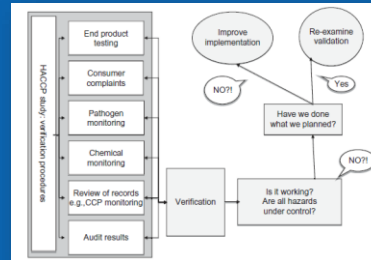 HACCP study: verification procedures
End product
testing
Consumer
complaints
Pathogen
monitoring
Chemical
monitoring
Review of records
e.g.,CCP monitoring
Audit results
Verification
Is it working?
Are all hazards
under control?
NO?!
Have we done
what we planned?
NO?!
Yes
Improve
implementation
Re-examine
validation